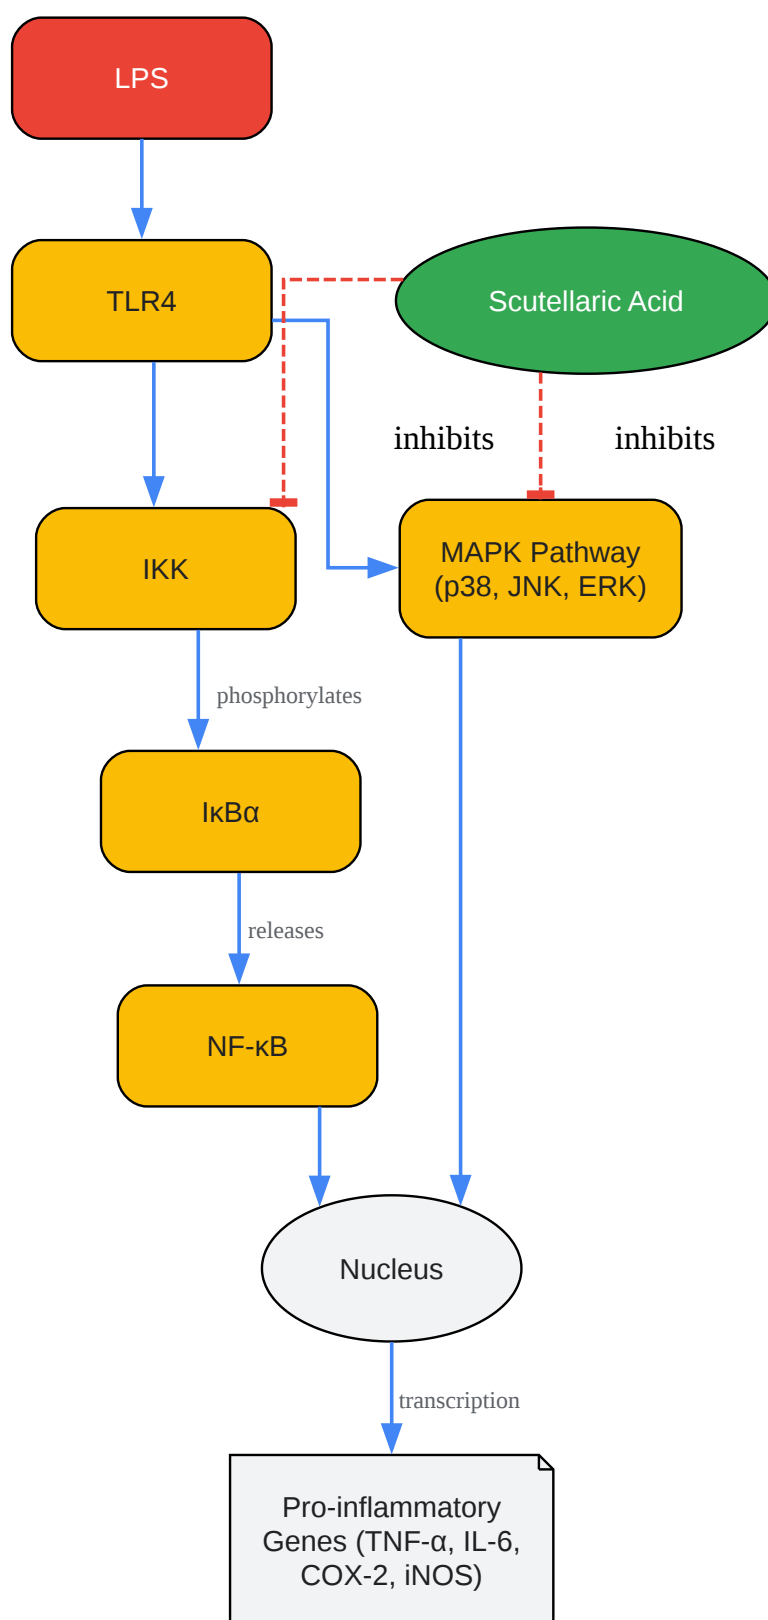 LPS
TLR4
Scutellaric Acid
inhibits
inhibits
IKK
MAPK Pathway
(p38, JNK, ERK)
phosphorylates
IκBα
releases
NF-κB
Nucleus
transcription
Pro-inflammatory
Genes (TNF-α, IL-6,
COX-2, iNOS)